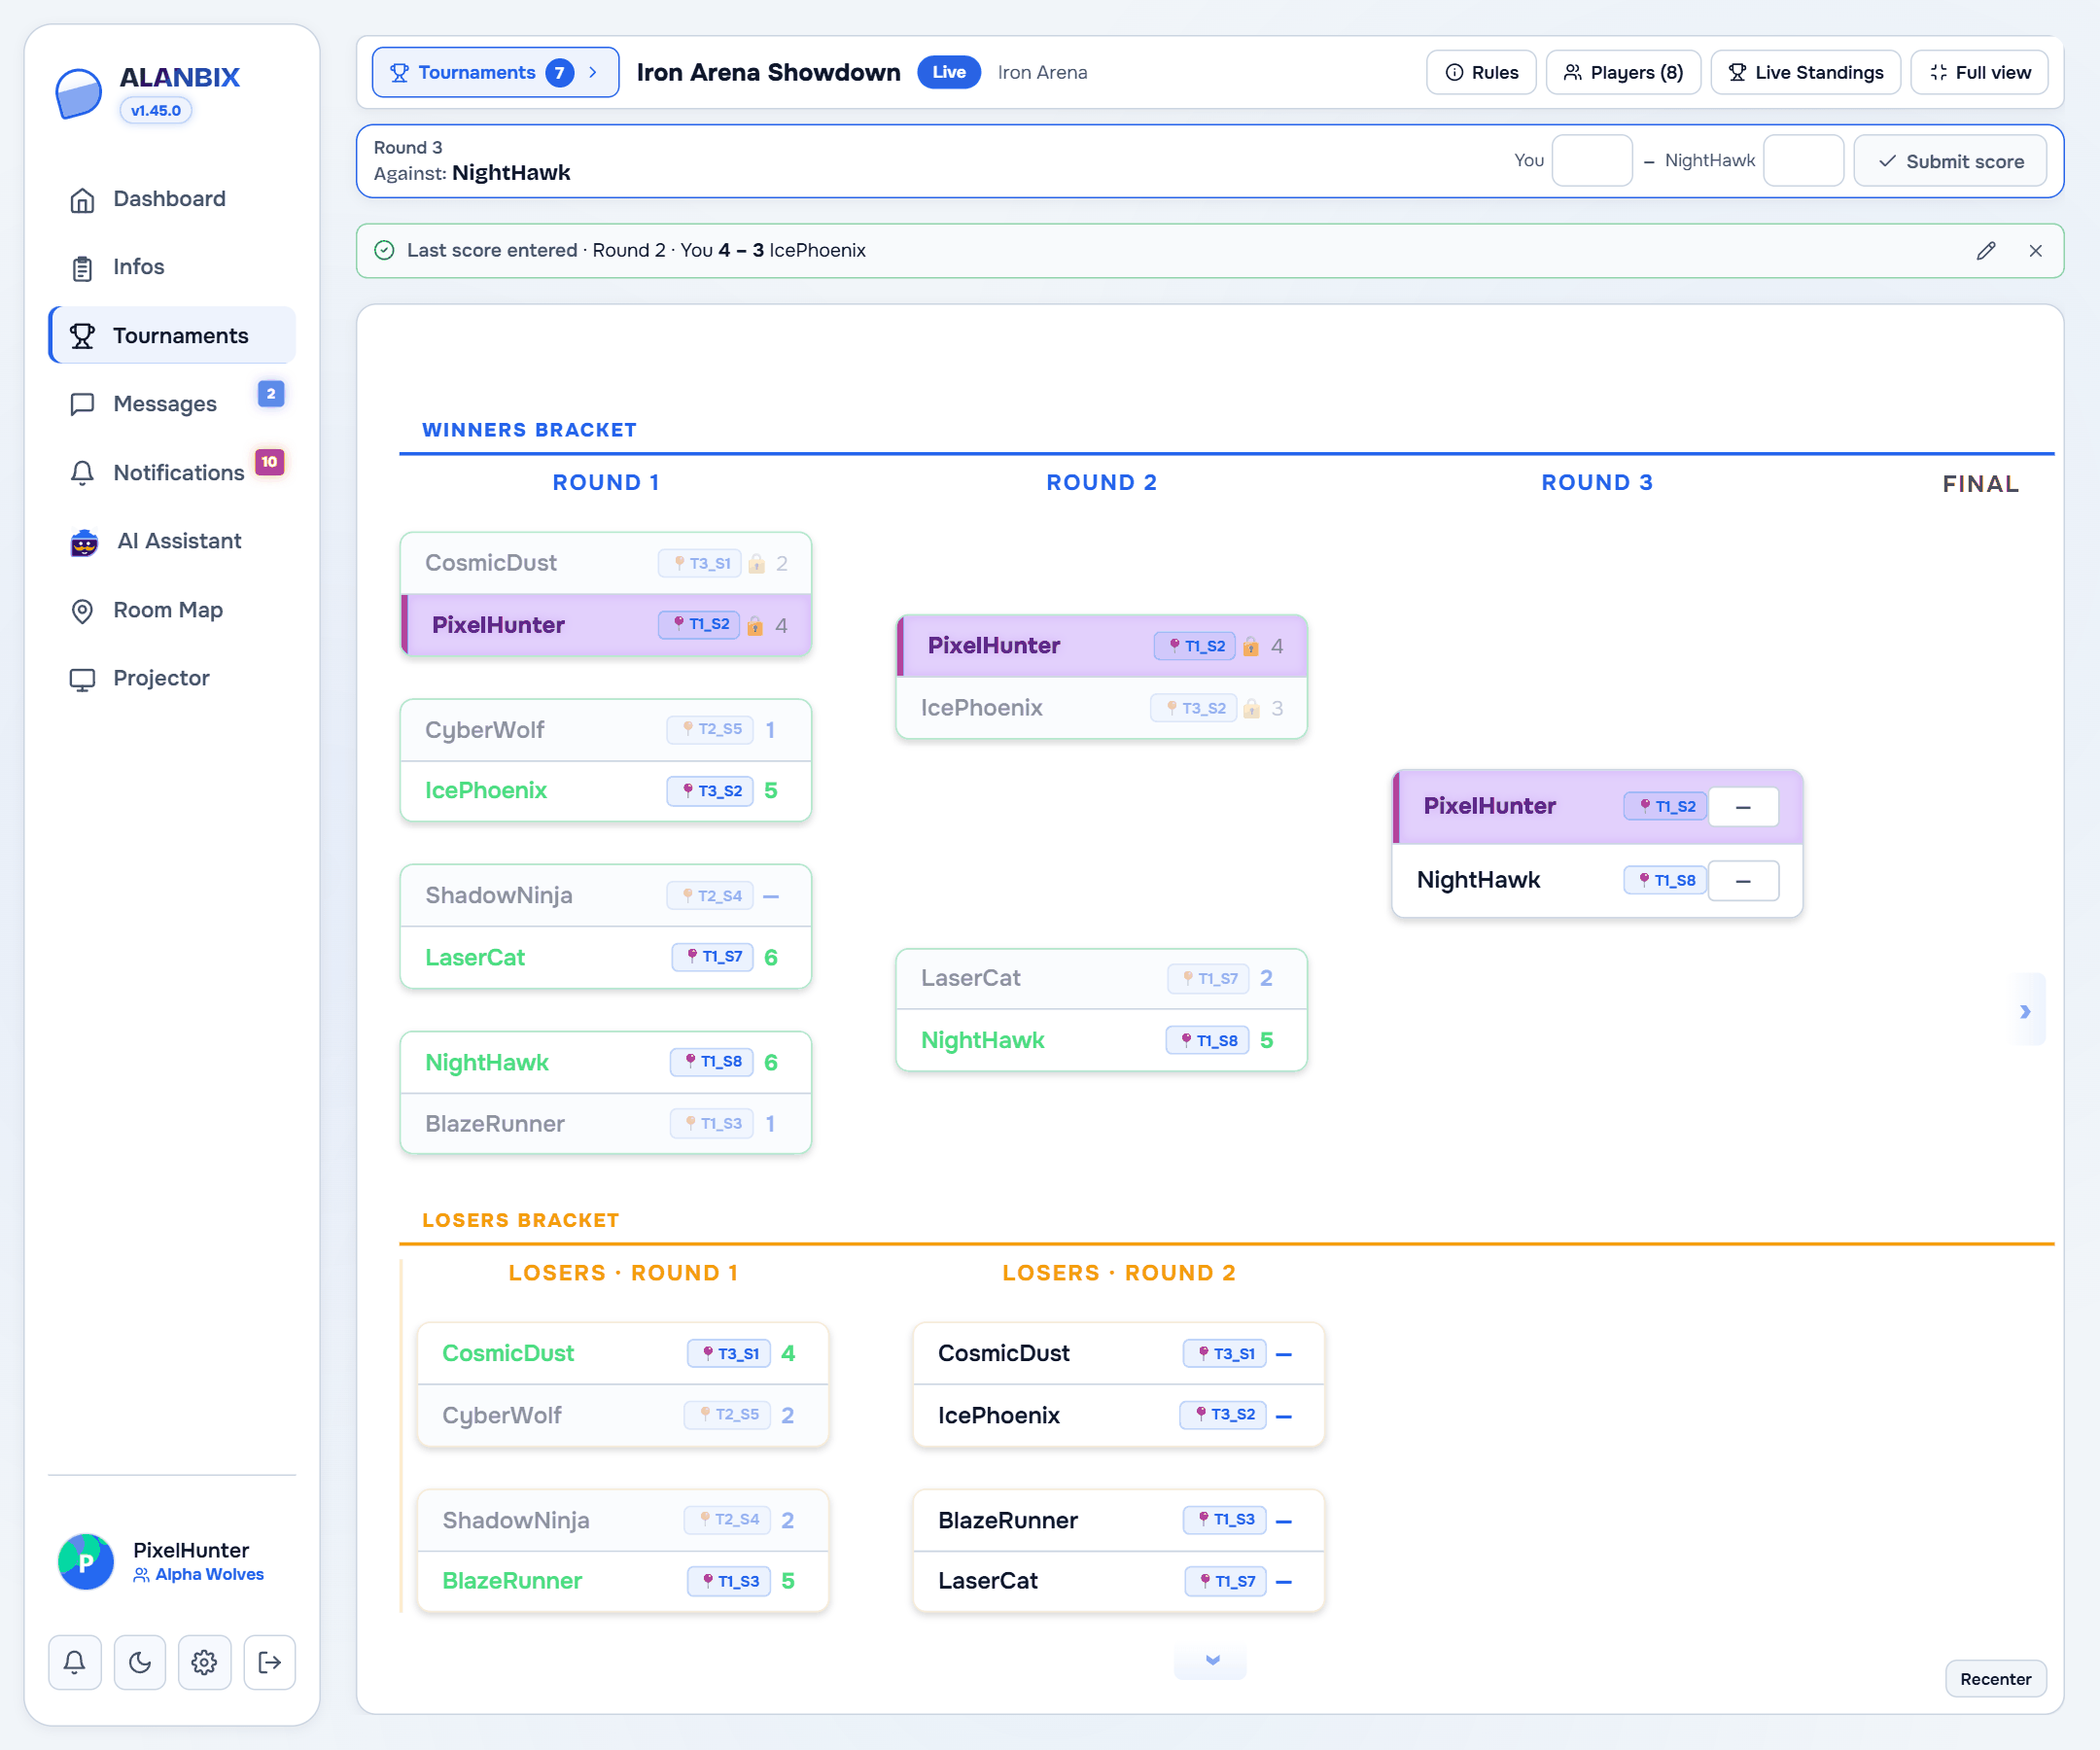 ALANBIX
v1.45.0
Dashboard
Infos
Tournaments
Messages
2
Notifications
10
AI Assistant
Room Map
Projector
P
PixelHunter
Alpha Wolves
Tournaments 7
Iron Arena Showdown
Live
Iron Arena
Rules
Players (8)
Live Standings
Full view
Round 3
Against: NightHawk
You – NightHawk
Submit score
Last score entered · Round 2 · You 4 – 3 IcePhoenix
WINNERS BRACKET
ROUND 1
ROUND 2
ROUND 3
FINAL
CosmicDust T3_S1 2
PixelHunter T1_S2 4
CyberWolf T2_S5 1
IcePhoenix T3_S2 5
ShadowNinja T2_S4 –
LaserCat T1_S7 6
NightHawk T1_S8 6
BlazeRunner T1_S3 1
PixelHunter T1_S2 4
IcePhoenix T3_S2 3
LaserCat T1_S7 2
NightHawk T1_S8 5
PixelHunter T1_S2 –
NightHawk T1_S8 –
LOSERS BRACKET
LOSERS · ROUND 1
LOSERS · ROUND 2
CosmicDust T3_S1 4
CyberWolf T2_S5 2
ShadowNinja T2_S4 2
BlazeRunner T1_S3 5
CosmicDust T3_S1 –
IcePhoenix T3_S2 –
BlazeRunner T1_S3 –
LaserCat T1_S7 –
Recenter